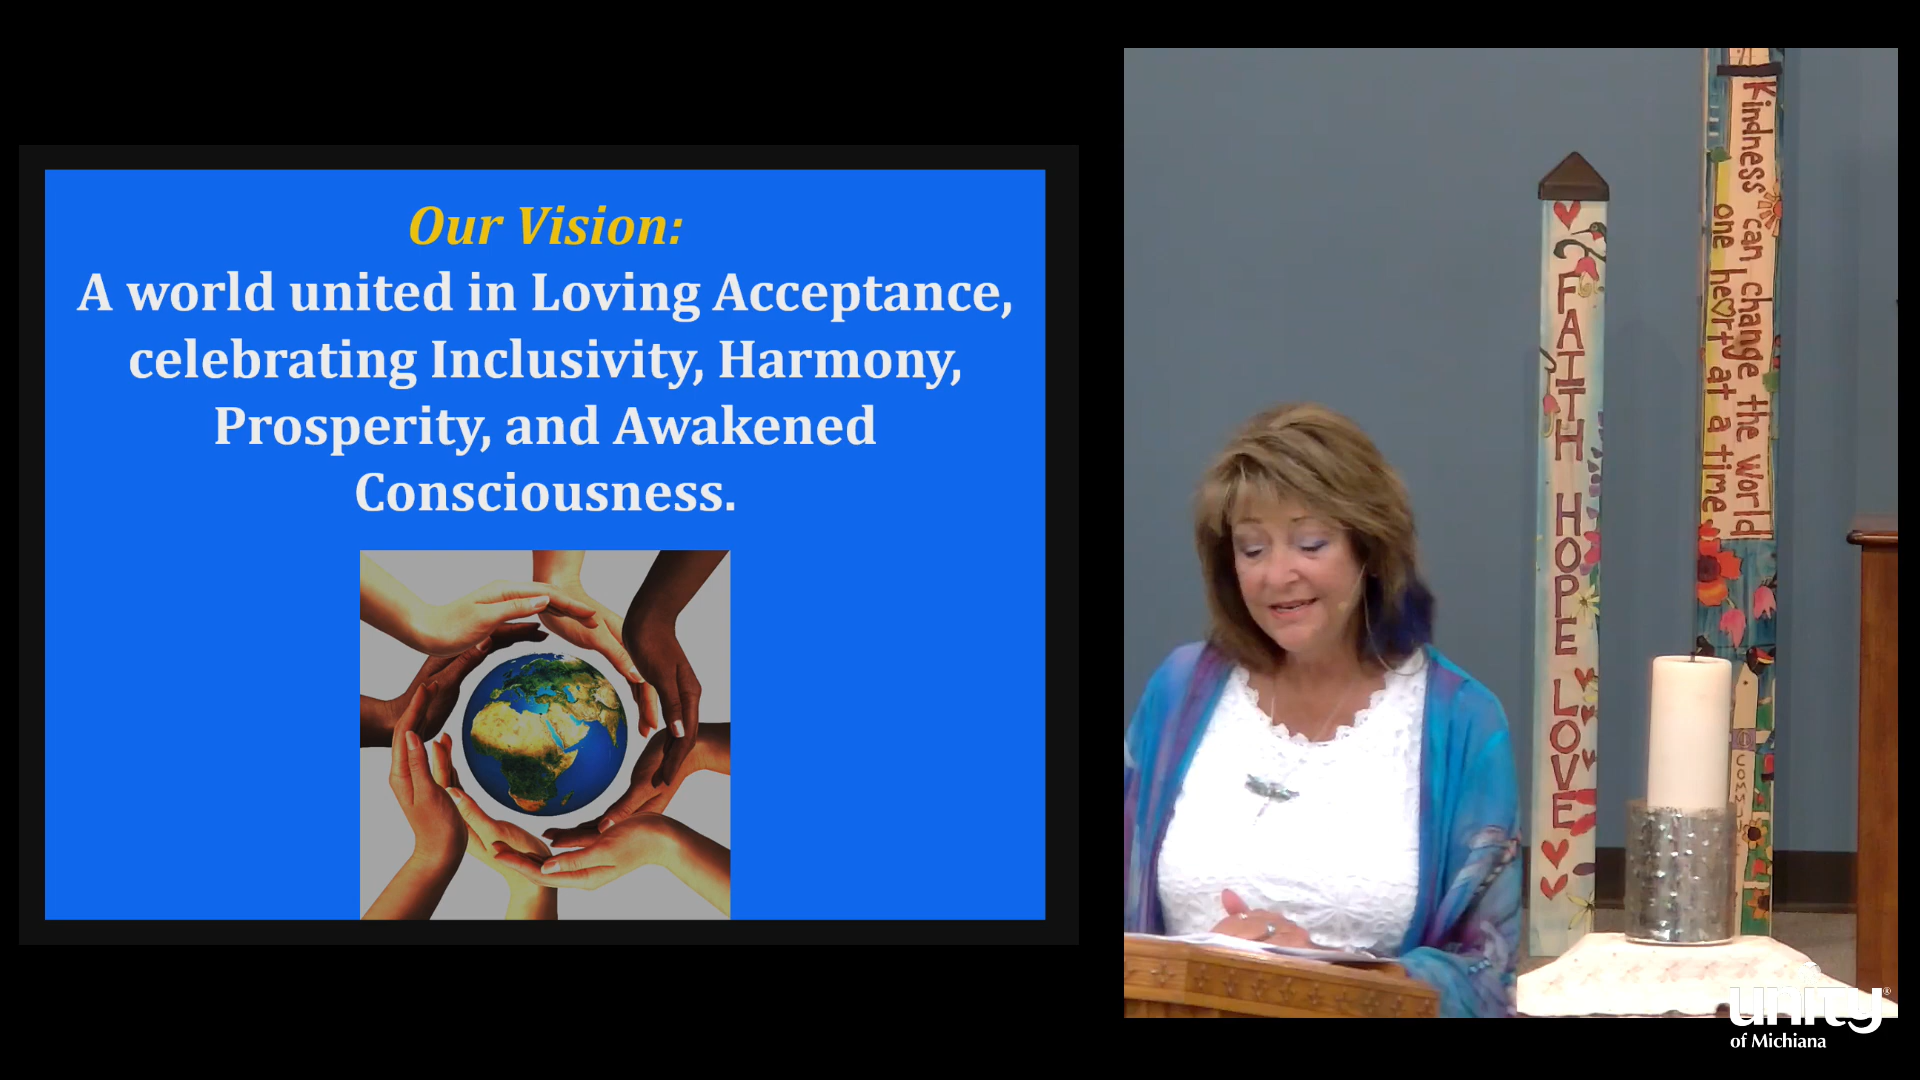 Our Vision:
A world united in Loving Acceptance,
celebrating Inclusivity, Harmony,
Prosperity, and Awakened
Consciousness.
FAITH HOPE LOVE
Kindness can change the world
one heart at a time.
unity®
of Michiana